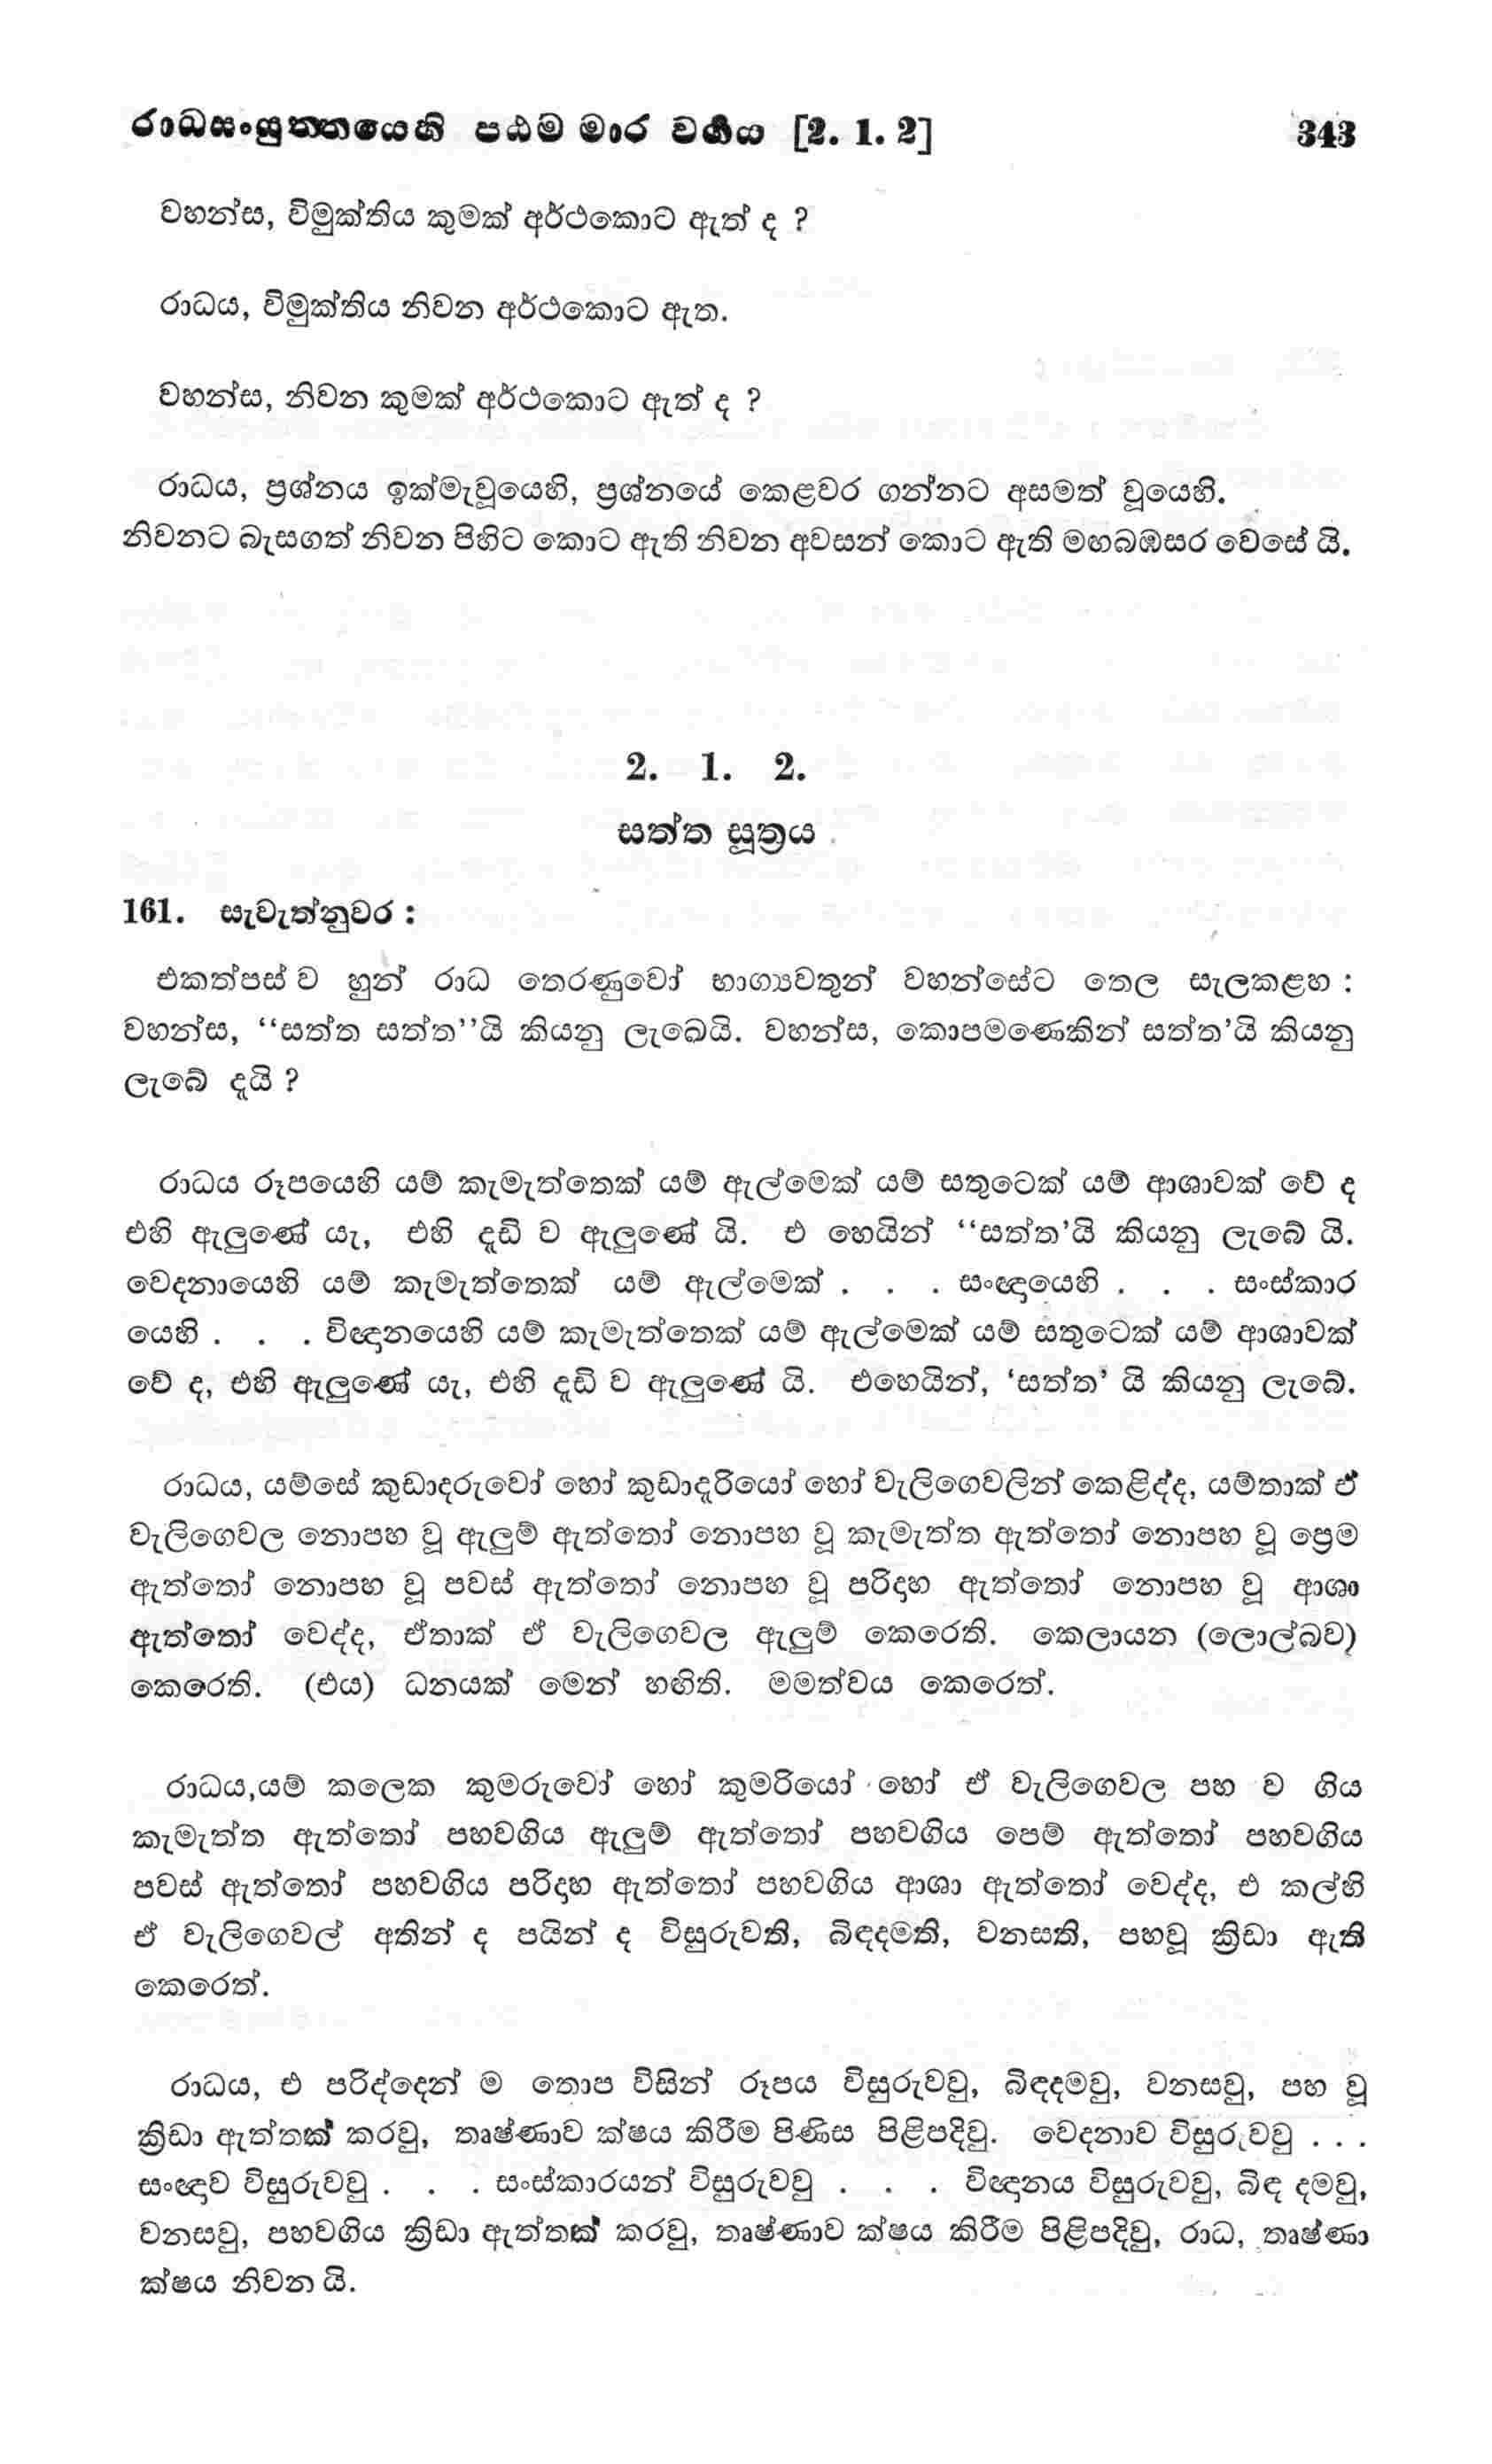 රාධසංයුත්තයෙහි පඨම මාර වර්‍ගය [2. 1. 2] 343
වහන්ස, විමුක්තිය කුමක් අර්ථකොට ඇත් ද ?
රාධය, විමුක්තිය නිවන අර්ථකොට ඇත.
වහන්ස, නිවන කුමක් අර්ථකොට ඇත් ද ?
රාධය, ප්‍රශ්නය ඉක්මැවූයෙහි, ප්‍රශ්නයේ කෙළවර ගන්නට අසමත් වූයෙහි.
නිවනට බැසගත් නිවන පිහිට කොට ඇති නිවන අවසන් කොට ඇති මඟබඹසර වෙසේ යි.
2. 1. 2.
සත්ත සූත්‍රය
161. සැවැත්නුවර :
එකත්පස් ව හුන් රාධ තෙරණුවෝ භාග්‍යවතුන් වහන්සේට තෙල සැලකළහ :
වහන්ස, “සත්ත සත්ත”යි කියනු ලැබෙයි. වහන්ස, කොපමණෙකින් සත්ත’යි කියනු
ලැබේ දැයි ?
රාධය රූපයෙහි යම් කැමැත්තෙක් යම් ඇල්මෙක් යම් සතුටෙක් යම් ආශාවක් වේ ද
එහි ඇලුණේ යැ, එහි දැඩි ව ඇලුණේ යි. එ හෙයින් “සත්ත’යි කියනු ලැබේ යි.
වෙදනායෙහි යම් කැමැත්තෙක් යම් ඇල්මෙක් . . . සංඥායෙහි . . . සංස්කාර
යෙහි . . . විඥානයෙහි යම් කැමැත්තෙක් යම් ඇල්මෙක් යම් සතුටෙක් යම් ආශාවක්
වේ ද, එහි ඇලුණේ යැ, එහි දැඩි ව ඇලුණේ යි. එහෙයින්, ‘සත්ත’ යි කියනු ලැබේ.
රාධය, යම්සේ කුඩාදරුවෝ හෝ කුඩාදැරියෝ හෝ වැලිගෙවලින් කෙළිද්ද, යම්තාක් ඒ
වැලිගෙවල නොපහ වූ ඇලුම් ඇත්තෝ නොපහ වූ කැමැත්ත ඇත්තෝ නොපහ වූ ප්‍රෙම
ඇත්තෝ නොපහ වූ පවස් ඇත්තෝ නොපහ වූ පරිදාහ ඇත්තෝ නොපහ වූ ආශා
ඇත්තෝ වෙද්ද, ඒතාක් ඒ වැලිගෙවල ඇලුම් කෙරෙති. කෙලායන (ලොල්බව)
කෙරෙති. (එය) ධනයක් මෙන් හඟිති. මමත්වය කෙරෙත්.
රාධය,යම් කලෙක කුමරුවෝ හෝ කුමරියෝ හෝ ඒ වැලිගෙවල පහ ව ගිය
කැමැත්ත ඇත්තෝ පහවගිය ඇලුම් ඇත්තෝ පහවගිය පෙම් ඇත්තෝ පහවගිය
පවස් ඇත්තෝ පහවගිය පරිදාහ ඇත්තෝ පහවගිය ආශා ඇත්තෝ වෙද්ද, එ කල්හි
ඒ වැලිගෙවල් අතින් ද පයින් ද විසුරුවති, බිඳදමති, වනසති, පහවූ ක්‍රිඩා ඇති
කෙරෙත්.
රාධය, එ පරිද්දෙන් ම තොප විසින් රූපය විසුරුවවු, බිඳදමවු, වනසවු, පහ වූ
ක්‍රිඩා ඇත්තක් කරවු, තෘෂ්ණාව ක්ෂය කිරීම පිණිස පිළිපදිවු. වෙදනාව විසුරුවවු . . .
සංඥාව විසුරුවවු . . . සංස්කාරයන් විසුරුවවු . . . විඥානය විසුරුවවු, බිඳ දමවු,
වනසවු, පහවගිය ක්‍රිඩා ඇත්තක් කරවු, තෘෂ්ණාව ක්ෂය කිරීම පිළිපදිවු, රාධ, තෘෂ්ණා
ක්ෂය නිවන යි.